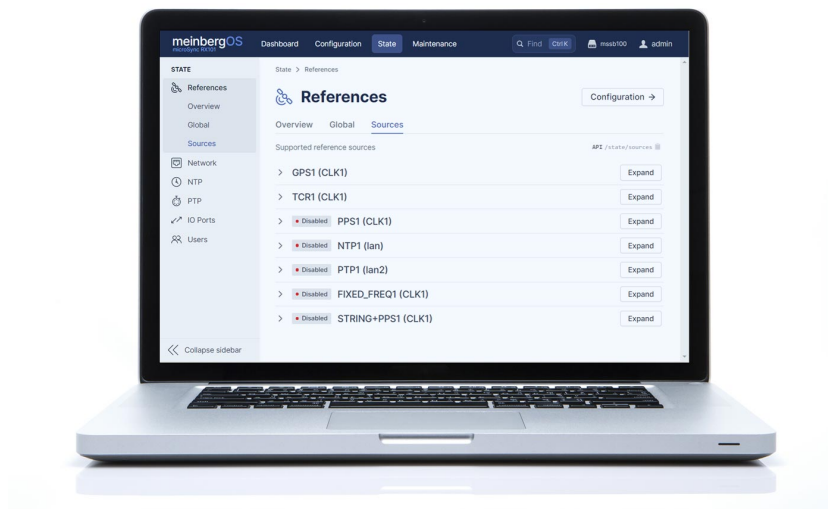 meinbergOS
microSync RX101
Dashboard Configuration State Maintenance
Find Ctrl K
mssb100
admin
STATE
References
Overview
Global
Sources
Network
NTP
PTP
IO Ports
Users
Collapse sidebar
State > References
References
Configuration →
Overview Global Sources
Supported reference sources
API /state/sources
> GPS1 (CLK1) Expand
> TCR1 (CLK1) Expand
> Disabled PPS1 (CLK1) Expand
> Disabled NTP1 (lan) Expand
> Disabled PTP1 (lan2) Expand
> Disabled FIXED_FREQ1 (CLK1) Expand
> Disabled STRING+PPS1 (CLK1) Expand